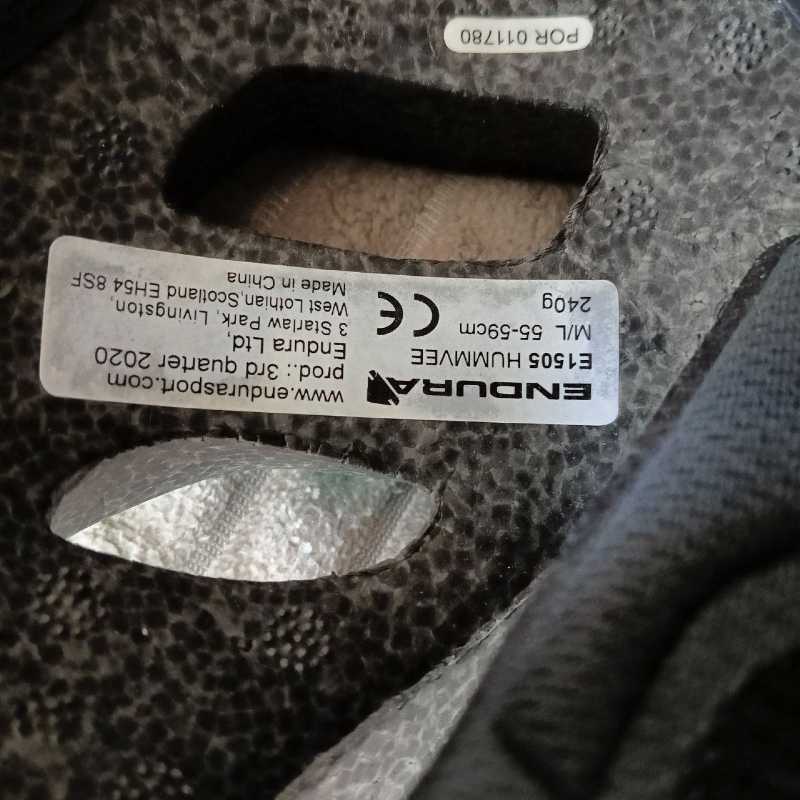 ENDURA
E1505 HUMMVEE
M/L 55-59cm
240g
CE
www.endurasport.com
prod.: 3rd quarter 2020
Endura Ltd,
3 Starlaw Park, Livingston,
West Lothian,Scotland EH54 8SF
Made in China
POR 011780